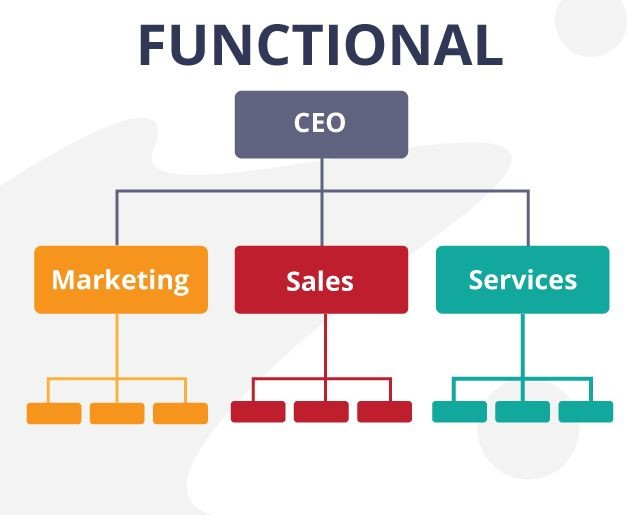 FUNCTIONAL
CEO
Marketing
Sales
Services